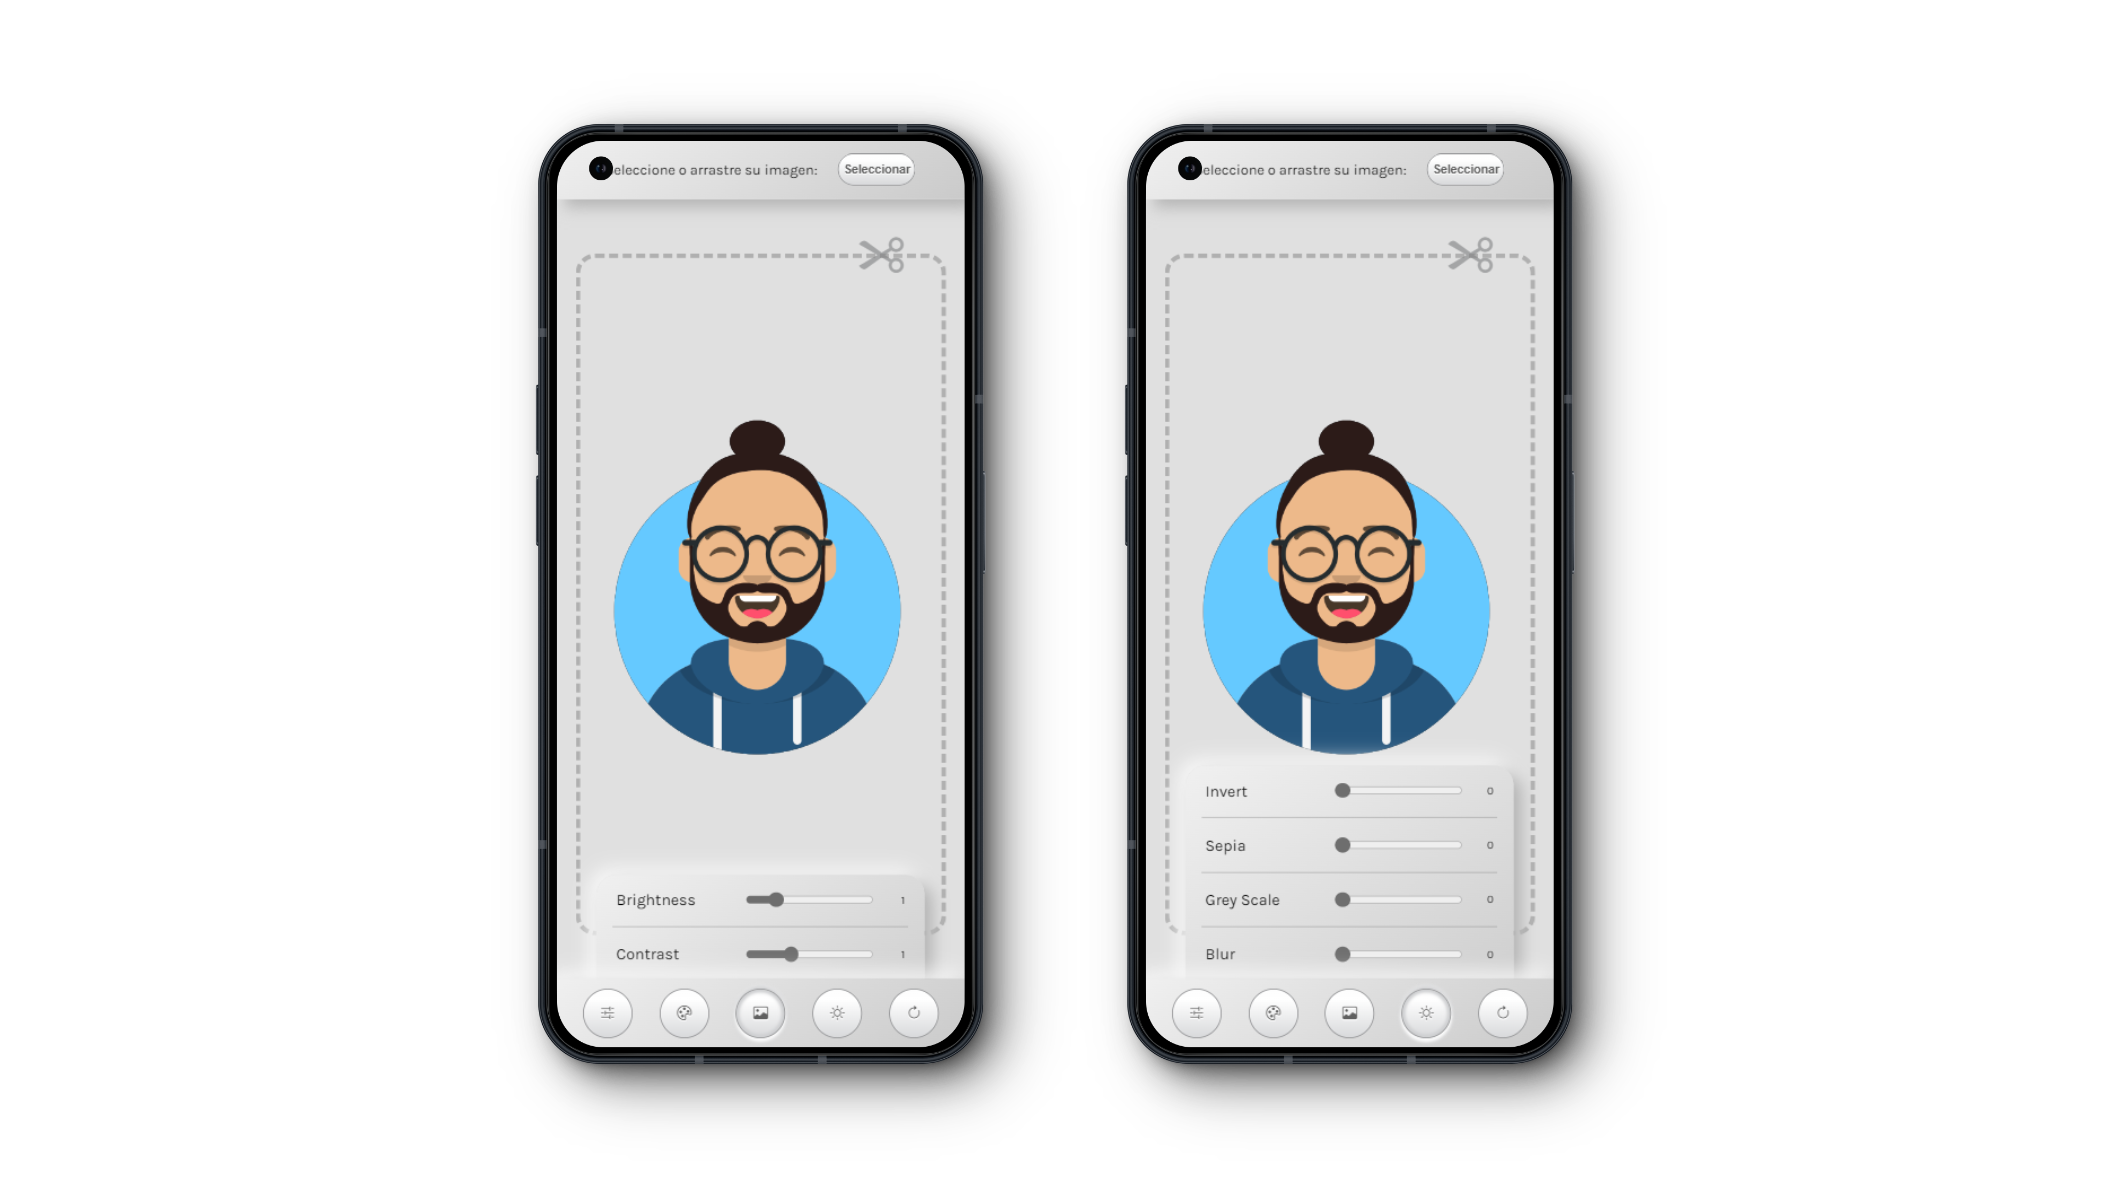 eleccione o arrastre su imagen: Seleccionar
Brightness 1
Contrast 1
eleccione o arrastre su imagen: Seleccionar
Invert 0
Sepia 0
Grey Scale 0
Blur 0